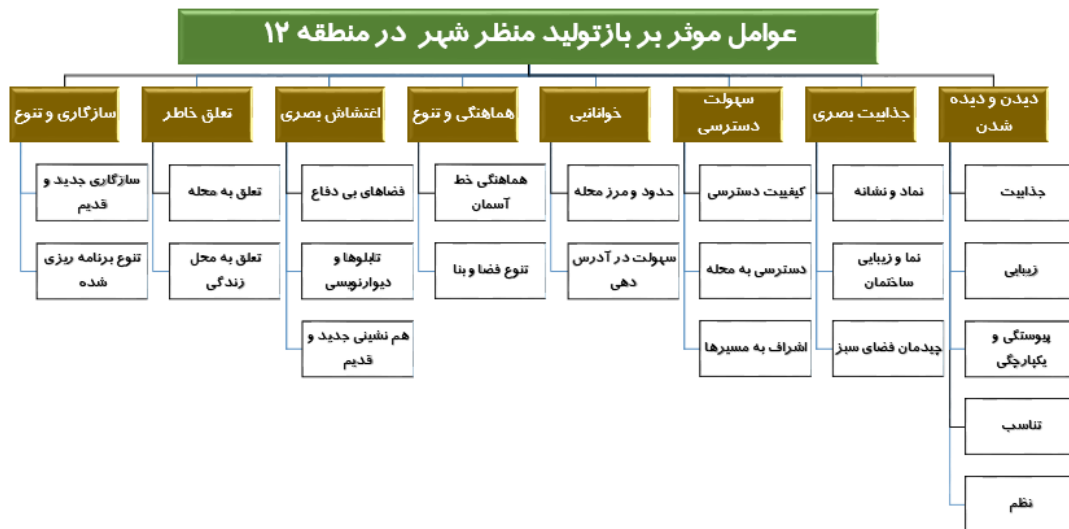 عوامل موثر بر بازتولید منظر شهر در منطقه ۱۲
دیدن و دیده
شدن
جذابیت
زیبایی
پیوستگی و
یکپارچگی
تناسب
نظم
جذابیت بصری
نماد و نشانه
نما و زیبایی
ساختمان
چیدمان فضای سبز
سهولت
دسترسی
کیفییت دسترسی
دسترسی به محله
اشراف به مسیرها
خوانانیی
حدود و مرز محله
سهولت در آدرس
دهی
هماهنگی و تنوع
هماهنگی خط
آسمان
تنوع فضا و بنا
اغتشاش بصری
فضاهای بی دفاع
تابلوها و
دیوارنویسی
هم نشینی جدید و
قدیم
تعلق خاطر
تعلق به محله
تعلق به محل
زندگی
سازگاری و تنوع
سازگاری جدید و
قدیم
تنوع برنامه ریزی
شده